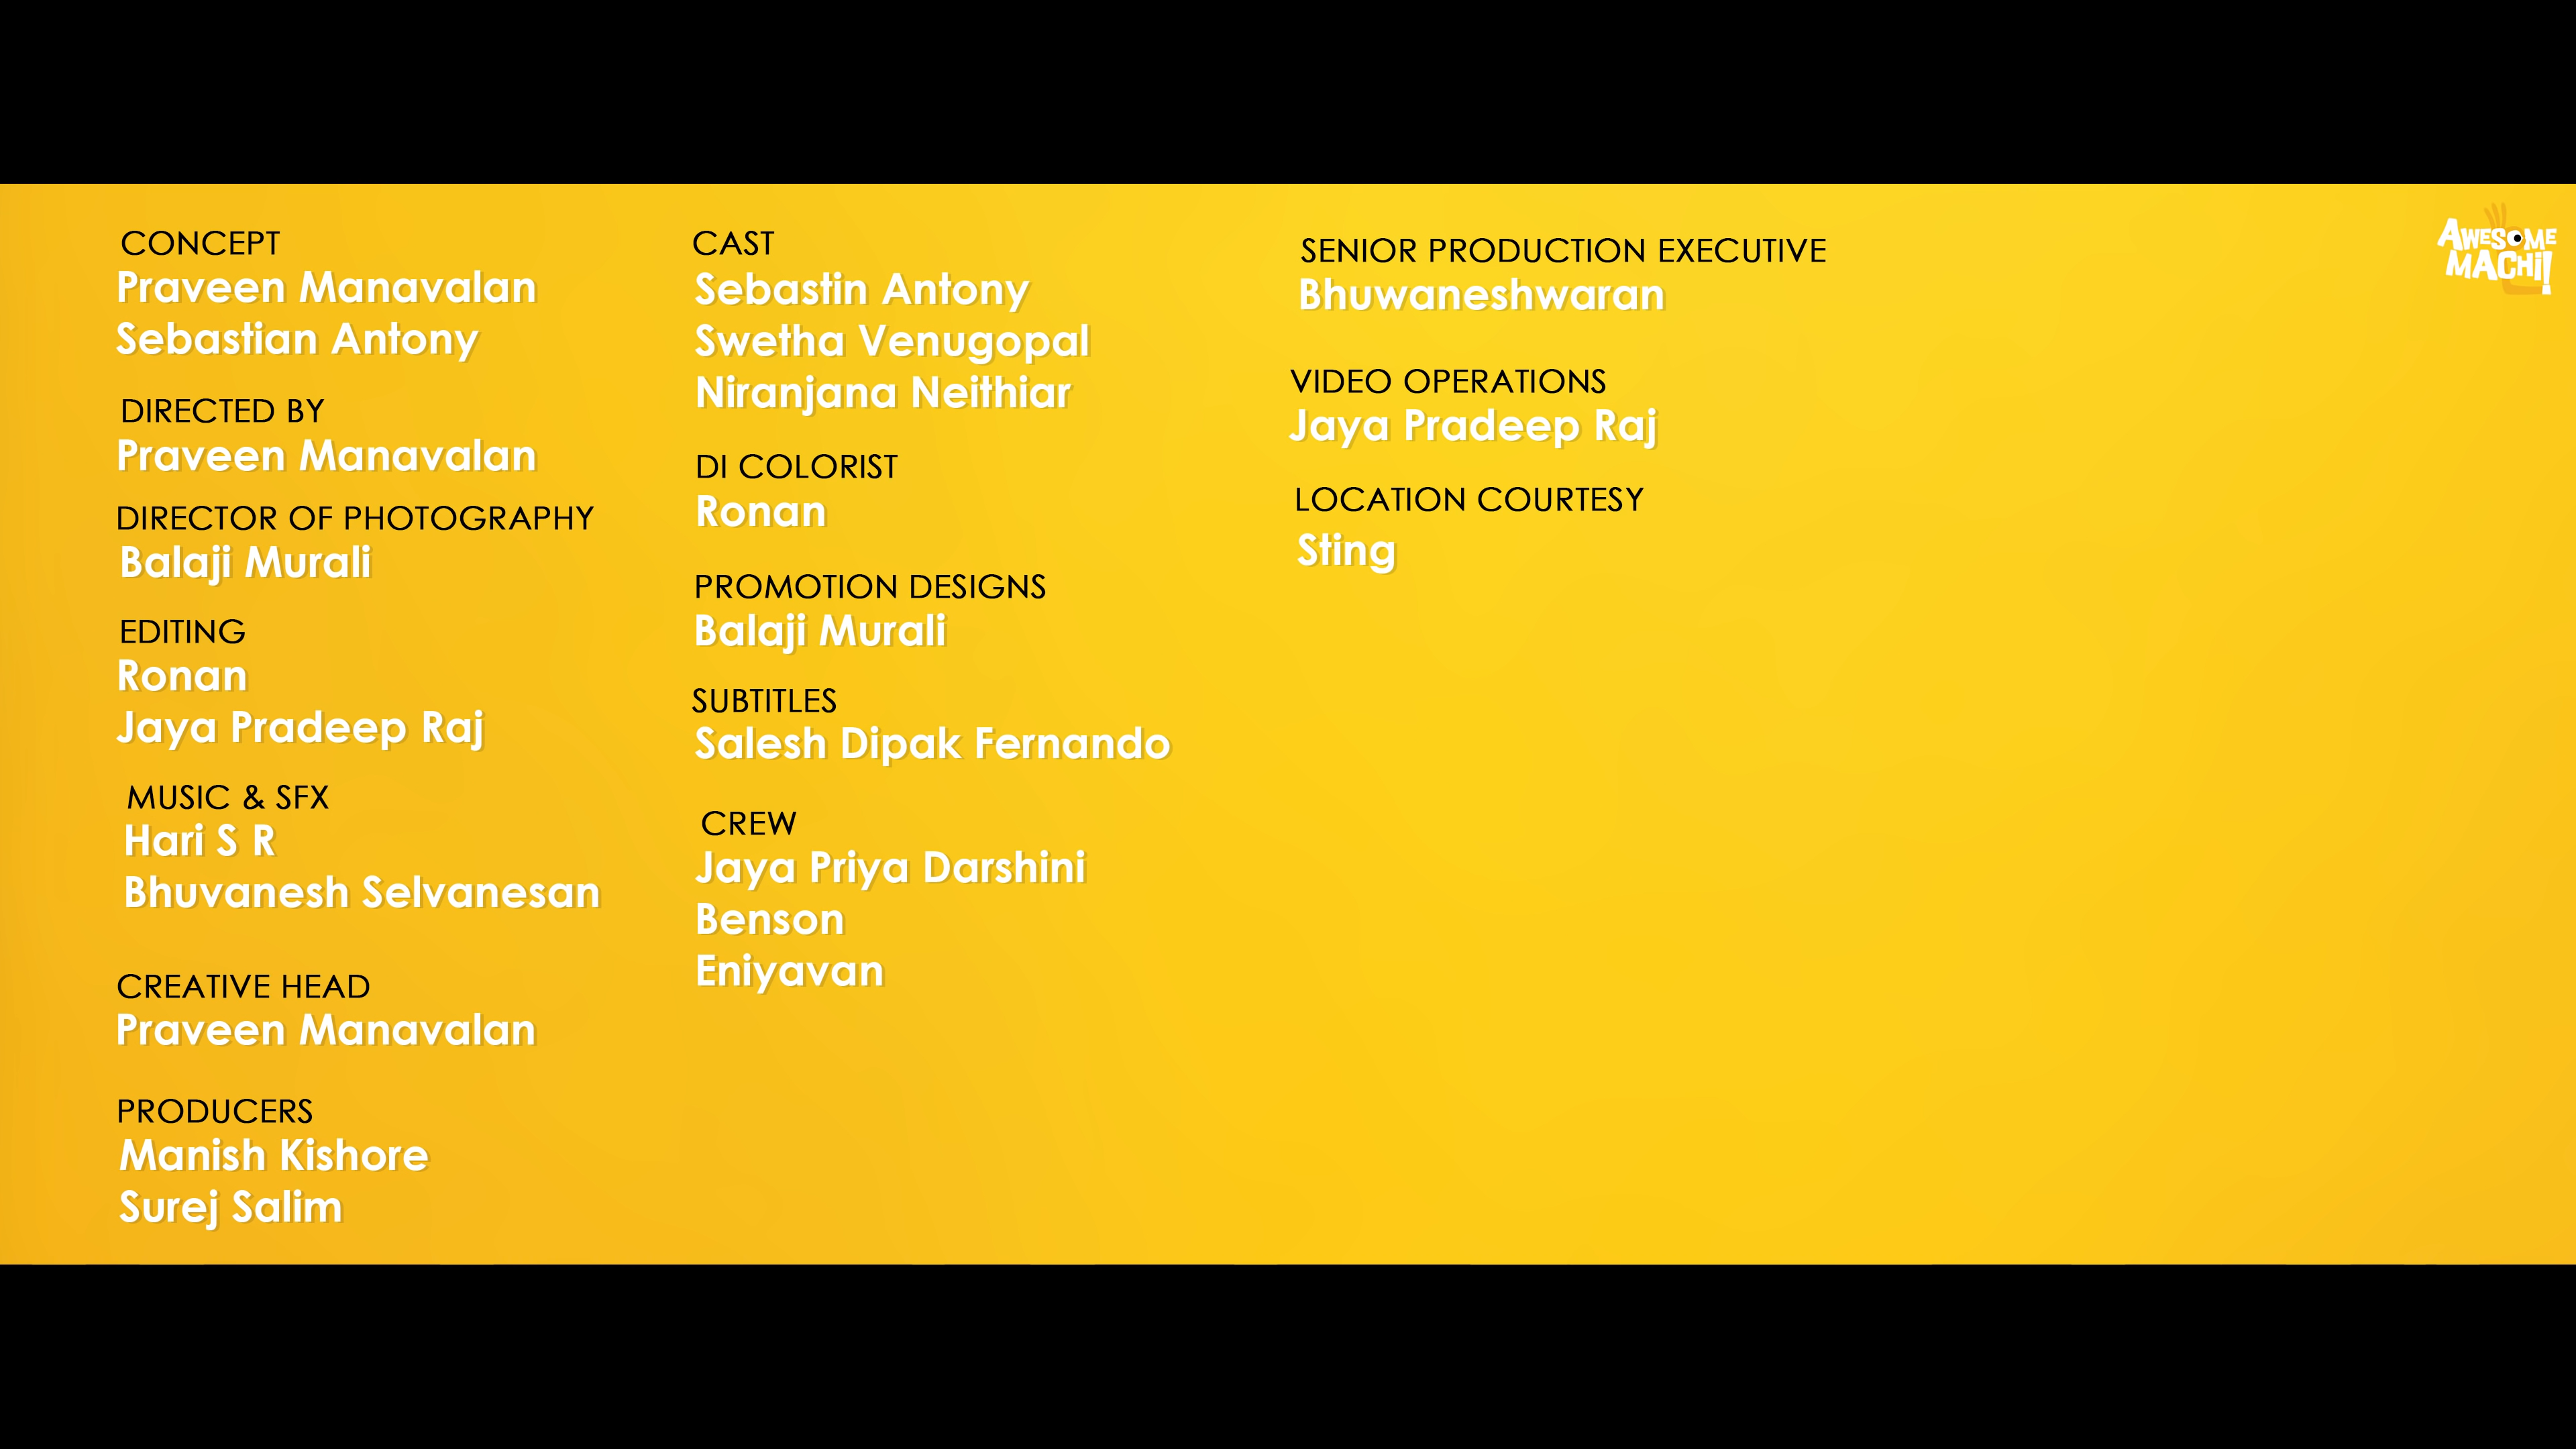 CONCEPT
Praveen Manavalan
Sebastian Antony
DIRECTED BY
Praveen Manavalan
DIRECTOR OF PHOTOGRAPHY
Balaji Murali
EDITING
Ronan
Jaya Pradeep Raj
MUSIC & SFX
Hari S R
Bhuvanesh Selvanesan
CREATIVE HEAD
Praveen Manavalan
PRODUCERS
Manish Kishore
Surej Salim
CAST
Sebastin Antony
Swetha Venugopal
Niranjana Neithiar
DI COLORIST
Ronan
PROMOTION DESIGNS
Balaji Murali
SUBTITLES
Salesh Dipak Fernando
CREW
Jaya Priya Darshini
Benson
Eniyavan
SENIOR PRODUCTION EXECUTIVE
Bhuwaneshwaran
VIDEO OPERATIONS
Jaya Pradeep Raj
LOCATION COURTESY
Sting
AWESOME
MACHI!